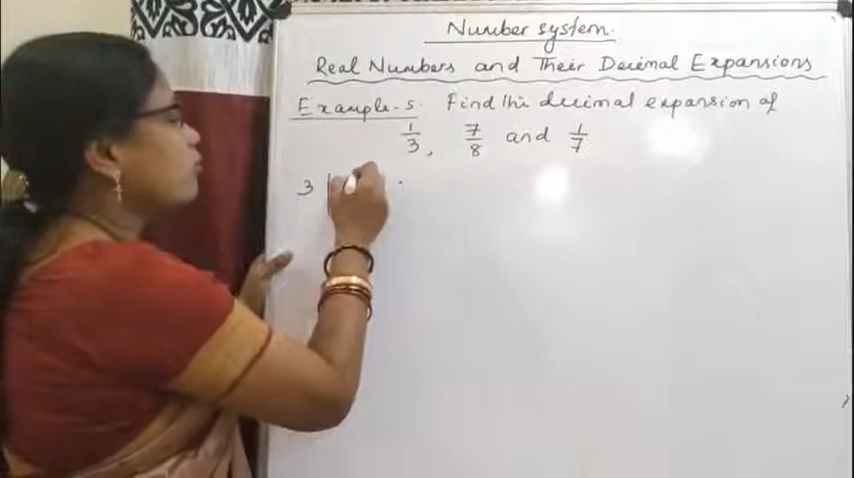 Number system.
Real Numbers and Their Decimal Expansions
Example-5. Find the decimal expansion of
1/3, 7/8 and 1/7
3